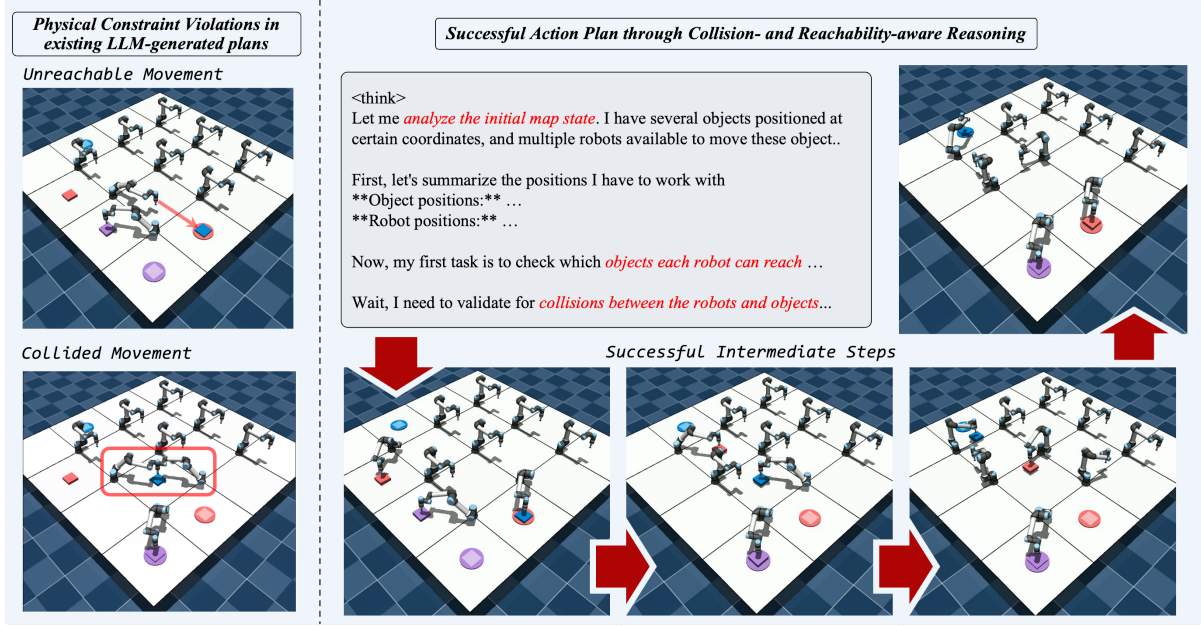 Physical Constraint Violations in
existing LLM-generated plans
Unreachable Movement
Collided Movement
Successful Action Plan through Collision- and Reachability-aware Reasoning
<think>
Let me analyze the initial map state. I have several objects positioned at
certain coordinates, and multiple robots available to move these object..
First, let's summarize the positions I have to work with
**Object positions:** …
**Robot positions:** …
Now, my first task is to check which objects each robot can reach …
Wait, I need to validate for collisions between the robots and objects...
Successful Intermediate Steps